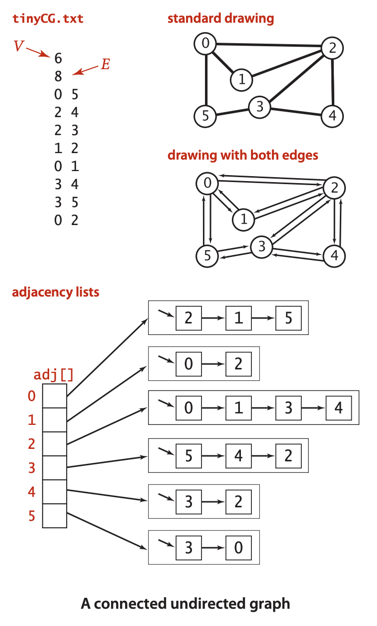 tinyCG.txt
V
6
8
E
0 5
2 4
2 3
1 2
0 1
3 4
3 5
0 2
standard drawing
0
2
1
5
3
4
drawing with both edges
0
2
1
5
3
4
adjacency lists
adj[]
0
1
2
3
4
5
2 1 5
0 2
0 1 3 4
5 4 2
3 2
3 0
A connected undirected graph